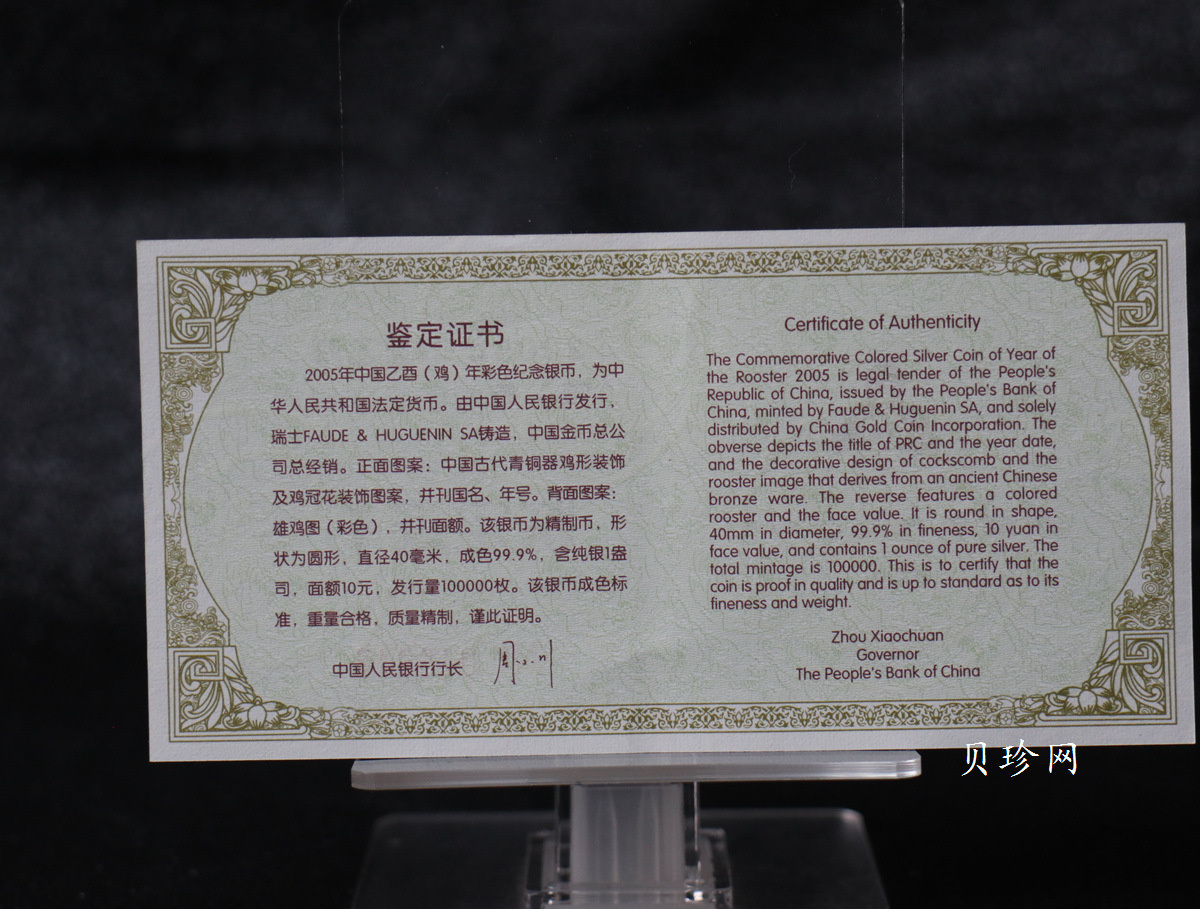 鉴定证书
2005年中国乙酉（鸡）年彩色纪念银币，为中
华人民共和国法定货币。由中国人民银行发行，
瑞士FAUDE & HUGUENIN SA铸造，中国金币总公
司总经销。正面图案：中国古代青铜器鸡形装饰
及鸡冠花装饰图案，并刊国名、年号。背面图案：
雄鸡图（彩色），并刊面额。该银币为精制币，形
状为圆形，直径40毫米，成色99.9%，含纯银1盎
司，面额10元，发行量100000枚。该银币成色标
准，重量合格，质量精制，谨此证明。
中国人民银行行长
Certificate of Authenticity
The Commemorative Colored Silver Coin of Year of
the Rooster 2005 is legal tender of the People's
Republic of China, issued by the People's Bank of
China, minted by Faude & Huguenin SA, and solely
distributed by China Gold Coin Incorporation. The
obverse depicts the title of PRC and the year date,
and the decorative design of cockscomb and the
rooster image that derives from an ancient Chinese
bronze ware. The reverse features a colored
rooster and the face value. It is round in shape,
40mm in diameter, 99.9% in fineness, 10 yuan in
face value, and contains 1 ounce of pure silver. The
total mintage is 100000. This is to certify that the
coin is proof in quality and is up to standard as to its
fineness and weight.
Zhou Xiaochuan
Governor
The People's Bank of China
贝珍网